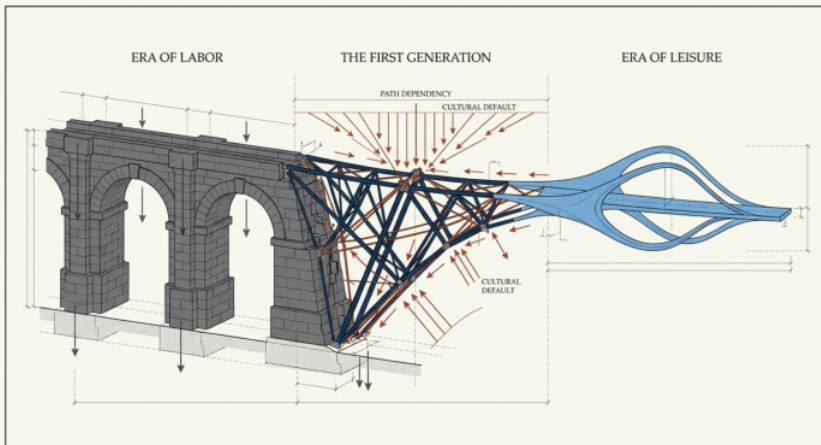 ERA OF LABOR
THE FIRST GENERATION
ERA OF LEISURE
PATH DEPENDENCY
CULTURAL DEFAULT
CULTURAL
DEFAULT